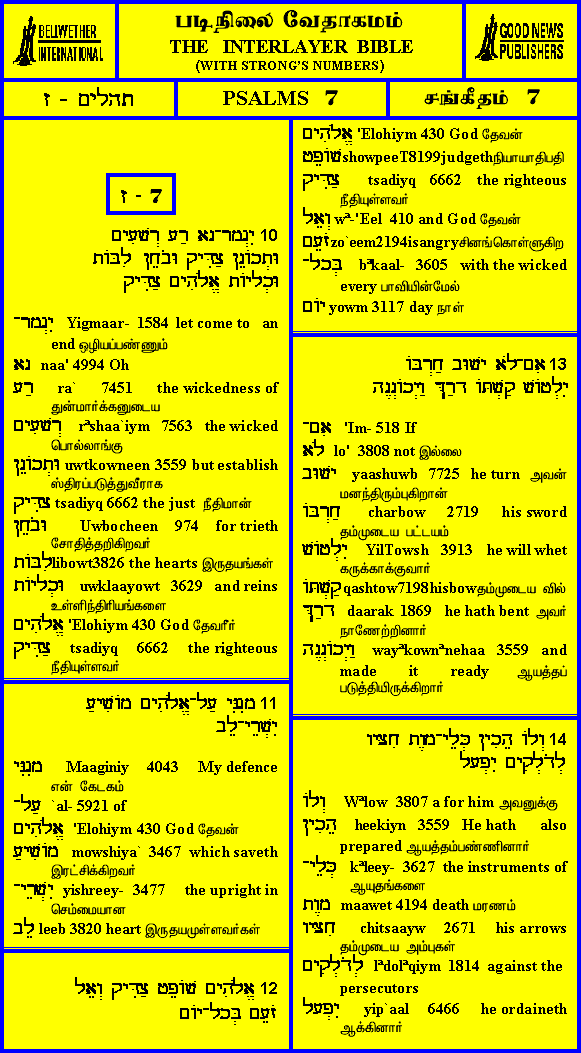 BELLWETHER
INTERNATIONAL
படிநிலை வேதாகமம்
THE INTERLAYER BIBLE
(WITH STRONG'S NUMBERS)
GOOD NEWS
PUBLISHERS
תהלים - ז
PSALMS 7
சங்கீதம் 7
ז - 7
10 יִגְמָר־נָא רַע רְשָׁעִים
וּתְכוֹנֵן צַדִּיק וּבֹחֵן לִבּוֹת
וּכְלָיוֹת אֱלֹהִים צַדִּיק
יִגְמָר־ Yigmaar- 1584 let come to an
end ஒழியப்பண்ணும்
נָא naa' 4994 Oh
רַע ra` 7451 the wickedness of
துன்மார்க்கனுடைய
רְשָׁעִים rªshaa`iym 7563 the wicked
பொல்லாங்கு
וּתְכוֹנֵן uwtkowneen 3559 but establish
ஸ்திரப்படுத்துவீராக
צַדִּיק tsadiyq 6662 the just நீதிமான்
וּבֹחֵן Uwbocheen 974 for trieth
சோதித்தறிகிறவர்
לִבּוֹת libowt3826 the hearts இருதயங்கள்
וּכְלָיוֹת uwklaayowt 3629 and reins
உள்ளிந்திரியங்களை
אֱלֹהִים 'Elohiym 430 God தேவரீர்
צַדִּיק tsadiyq 6662 the righteous
நீதியுள்ளவர்
11 מָגִנִּי עַל־אֱלֹהִים מוֹשִׁיעַ
יִשְׁרֵי־לֵב
מָגִנִּי Maaginiy 4043 My defence
என் கேடகம்
עַל־ `al- 5921 of
אֱלֹהִים 'Elohiym 430 God தேவன்
מוֹשִׁיעַ mowshiya` 3467 which saveth
இரட்சிக்கிறவர்
יִשְׁרֵי־ yishreey- 3477 the upright in
செம்மையான
לֵב leeb 3820 heart இருதயமுள்ளவர்கள்
12 אֱלֹהִים שׁוֹפֵט צַדִּיק וְאֵל
זֹעֵם בְּכָל־יוֹם
אֱלֹהִים 'Elohiym 430 God தேவன்
שׁוֹפֵט showpeeT8199judgethநியாயாதிபதி
צַדִּיק tsadiyq 6662 the righteous
நீதியுள்ளவர்
וְאֵל wª-'Eel 410 and God தேவன்
זֹעֵם zo`eem2194isangryசினங்கொள்ளுகிற
בְּכָל־ bªkaal- 3605 with the wicked
every பாவியின்மேல்
יוֹם yowm 3117 day நாள்
13 אִם־לֹא יָשׁוּב חַרְבּוֹ
יִלְטוֹשׁ קַשְׁתּוֹ דָרַךְ וַיְכוֹנְנֶהָ
אִם־ 'Im- 518 If
לֹא lo' 3808 not இல்லை
יָשׁוּב yaashuwb 7725 he turn அவன்
மனந்திரும்புகிறான்
חַרְבּוֹ charbow 2719 his sword
தம்முடைய பட்டயம்
יִלְטוֹשׁ YilTowsh 3913 he will whet
கருக்காக்குவார்
קַשְׁתּוֹ qashtow7198hisbowதம்முடைய வில்
דָרַךְ daarak 1869 he hath bent அவர்
நாணேற்றினார்
וַיְכוֹנְנֶהָ wayªkownªnehaa 3559 and
made it ready ஆயத்தப்
படுத்தியிருக்கிறார்
14 וְלוֹ הֵכִין כְּלֵי־מָוֶת חִצָּיו
לְדֹלְקִים יִפְעָל
וְלוֹ Wªlow 3807 a for him அவனுக்கு
הֵכִין heekiyn 3559 He hath also
prepared ஆயத்தம்பண்ணினார்
כְּלֵי־ kªleey- 3627 the instruments of
ஆயுதங்களை
מָוֶת maawet 4194 death மரணம்
חִצָּיו chitsaayw 2671 his arrows
தம்முடைய அம்புகள்
לְדֹלְקִים lªdolªqiym 1814 against the
persecutors
יִפְעָל yip`aal 6466 he ordaineth
ஆக்கினார்